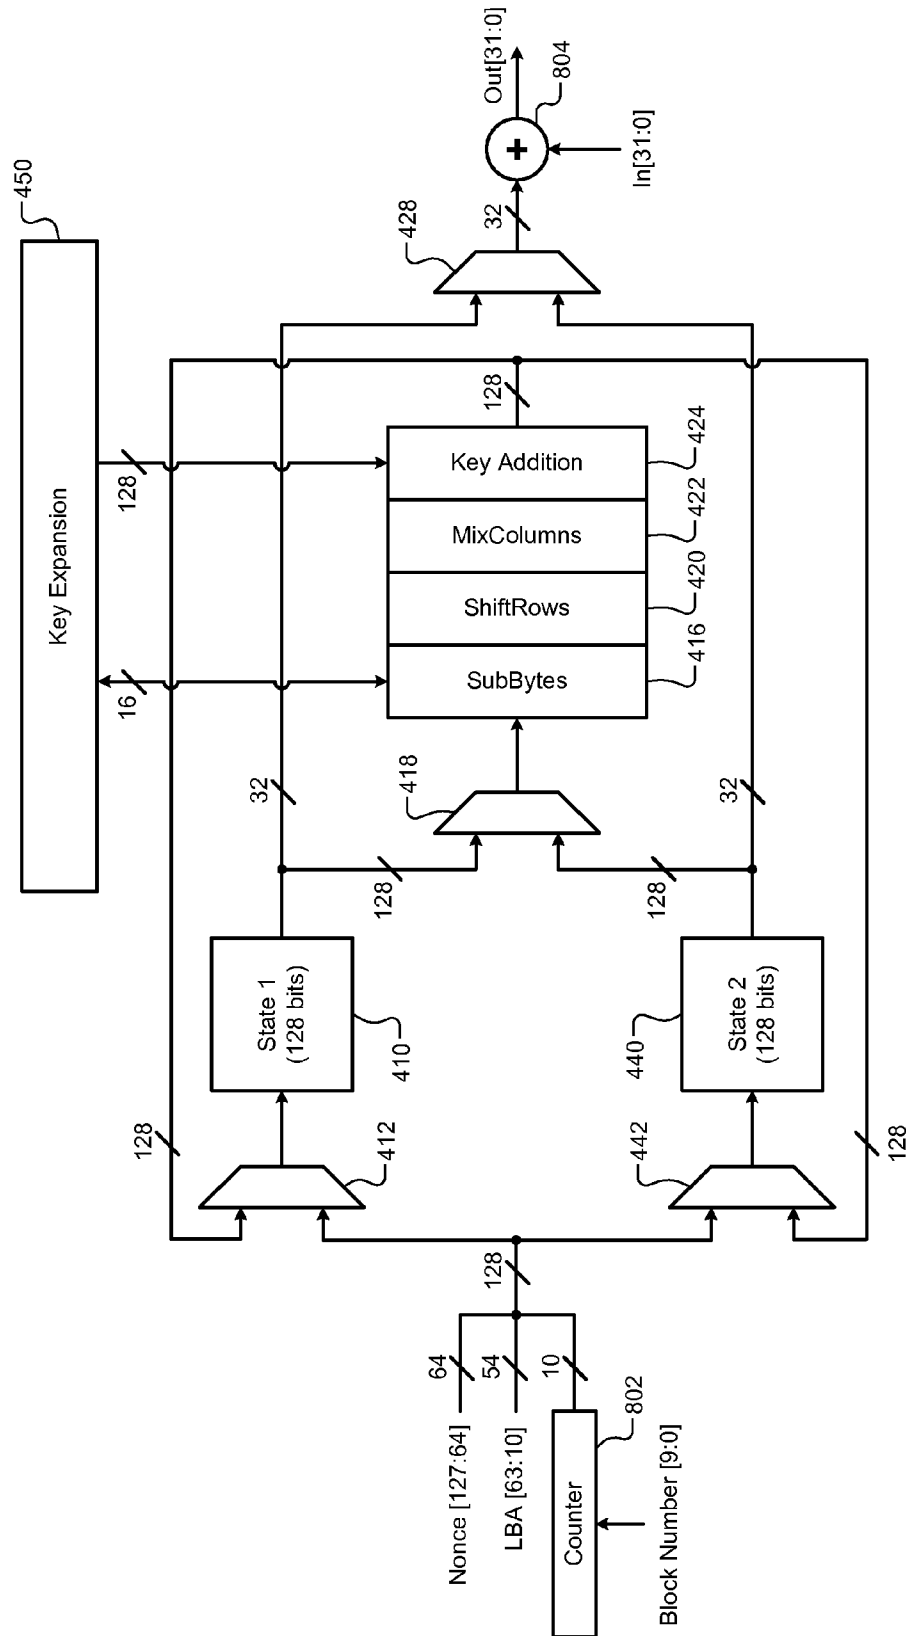 Key Expansion
450
128
16
128
32
State 1
(128 bits)
410
412
128
128
418
SubBytes
ShiftRows
MixColumns
Key Addition
416
420
422
424
128
428
32
Out[31:0]
+
804
In[31:0]
Nonce [127:64]
64
LBA [63:10]
54
Counter
10
802
Block Number [9:0]
128
442
State 2
(128 bits)
440
32
128